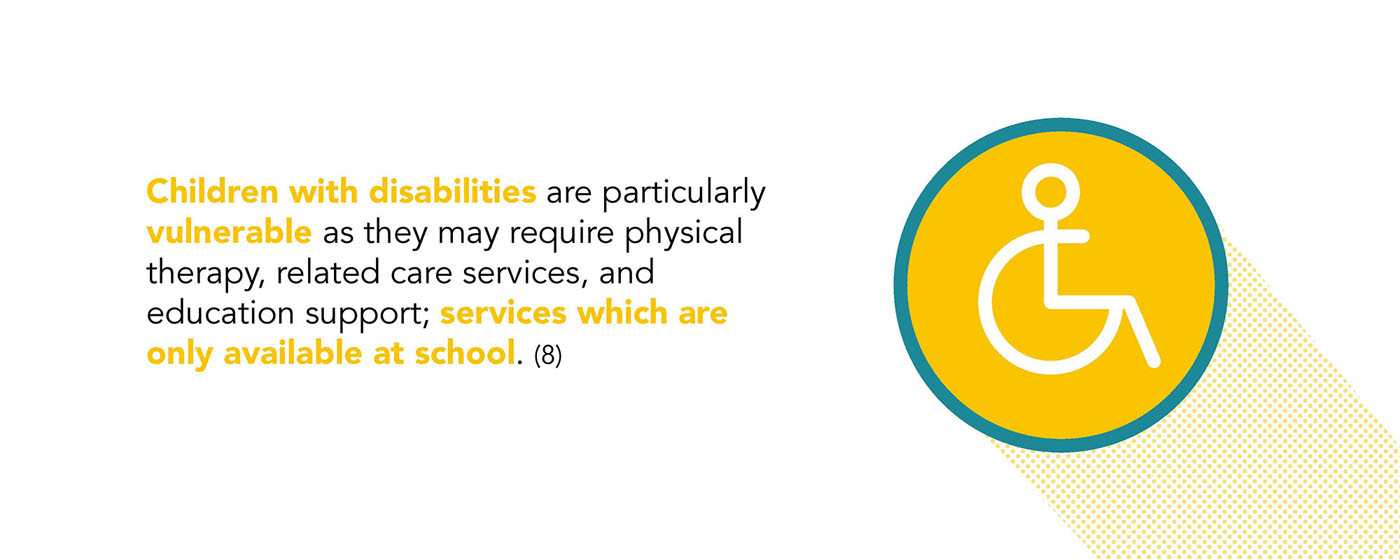 Children with disabilities are particularly
vulnerable as they may require physical
therapy, related care services, and
education support; services which are
only available at school. (8)